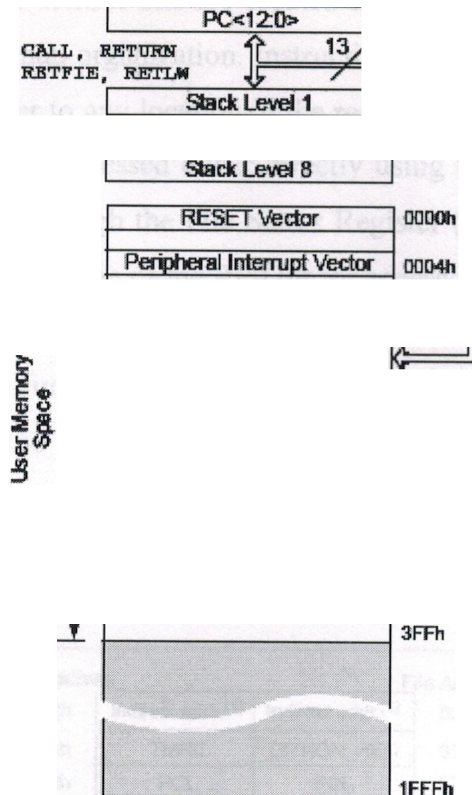 PC<12:0>
CALL, RETURN
RETFIE, RETLW
13
Stack Level 1
Stack Level 8
RESET Vector 0000h
Peripheral Interrupt Vector 0004h
User Memory
Space
3FFh
1FFFh